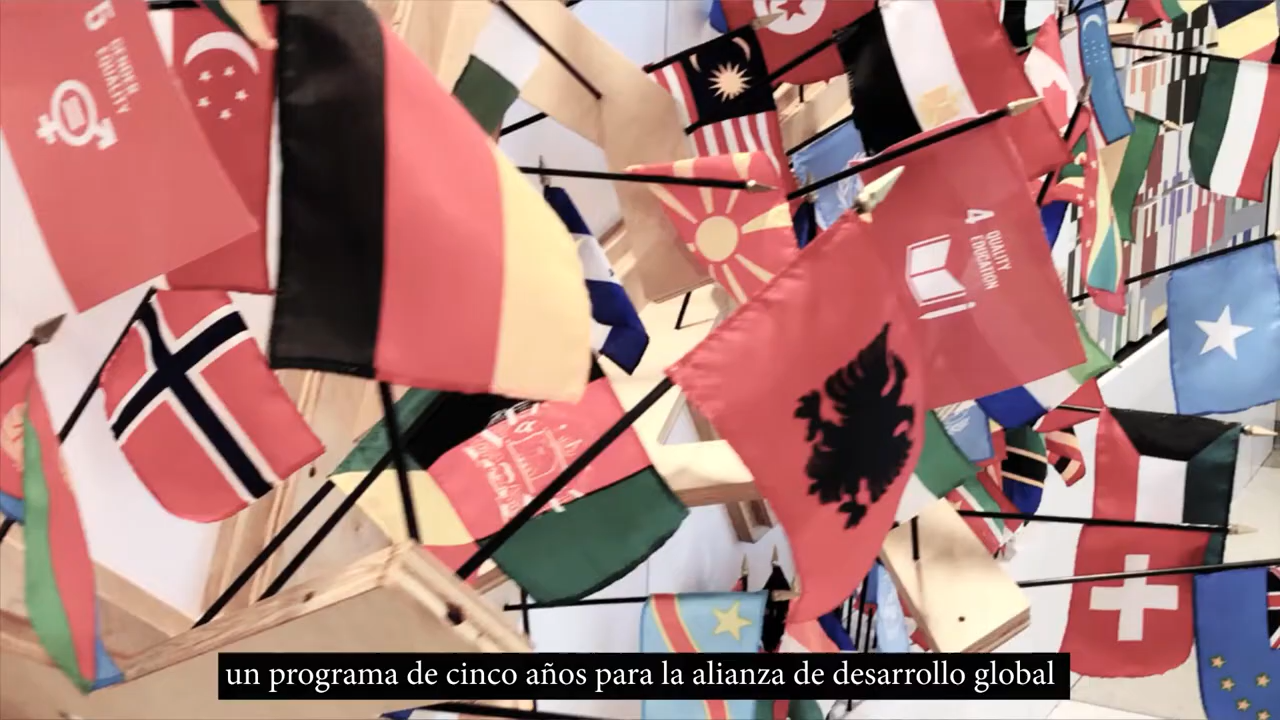 5 GENDER
EQUALITY
4 QUALITY
EDUCATION
un programa de cinco años para la alianza de desarrollo global